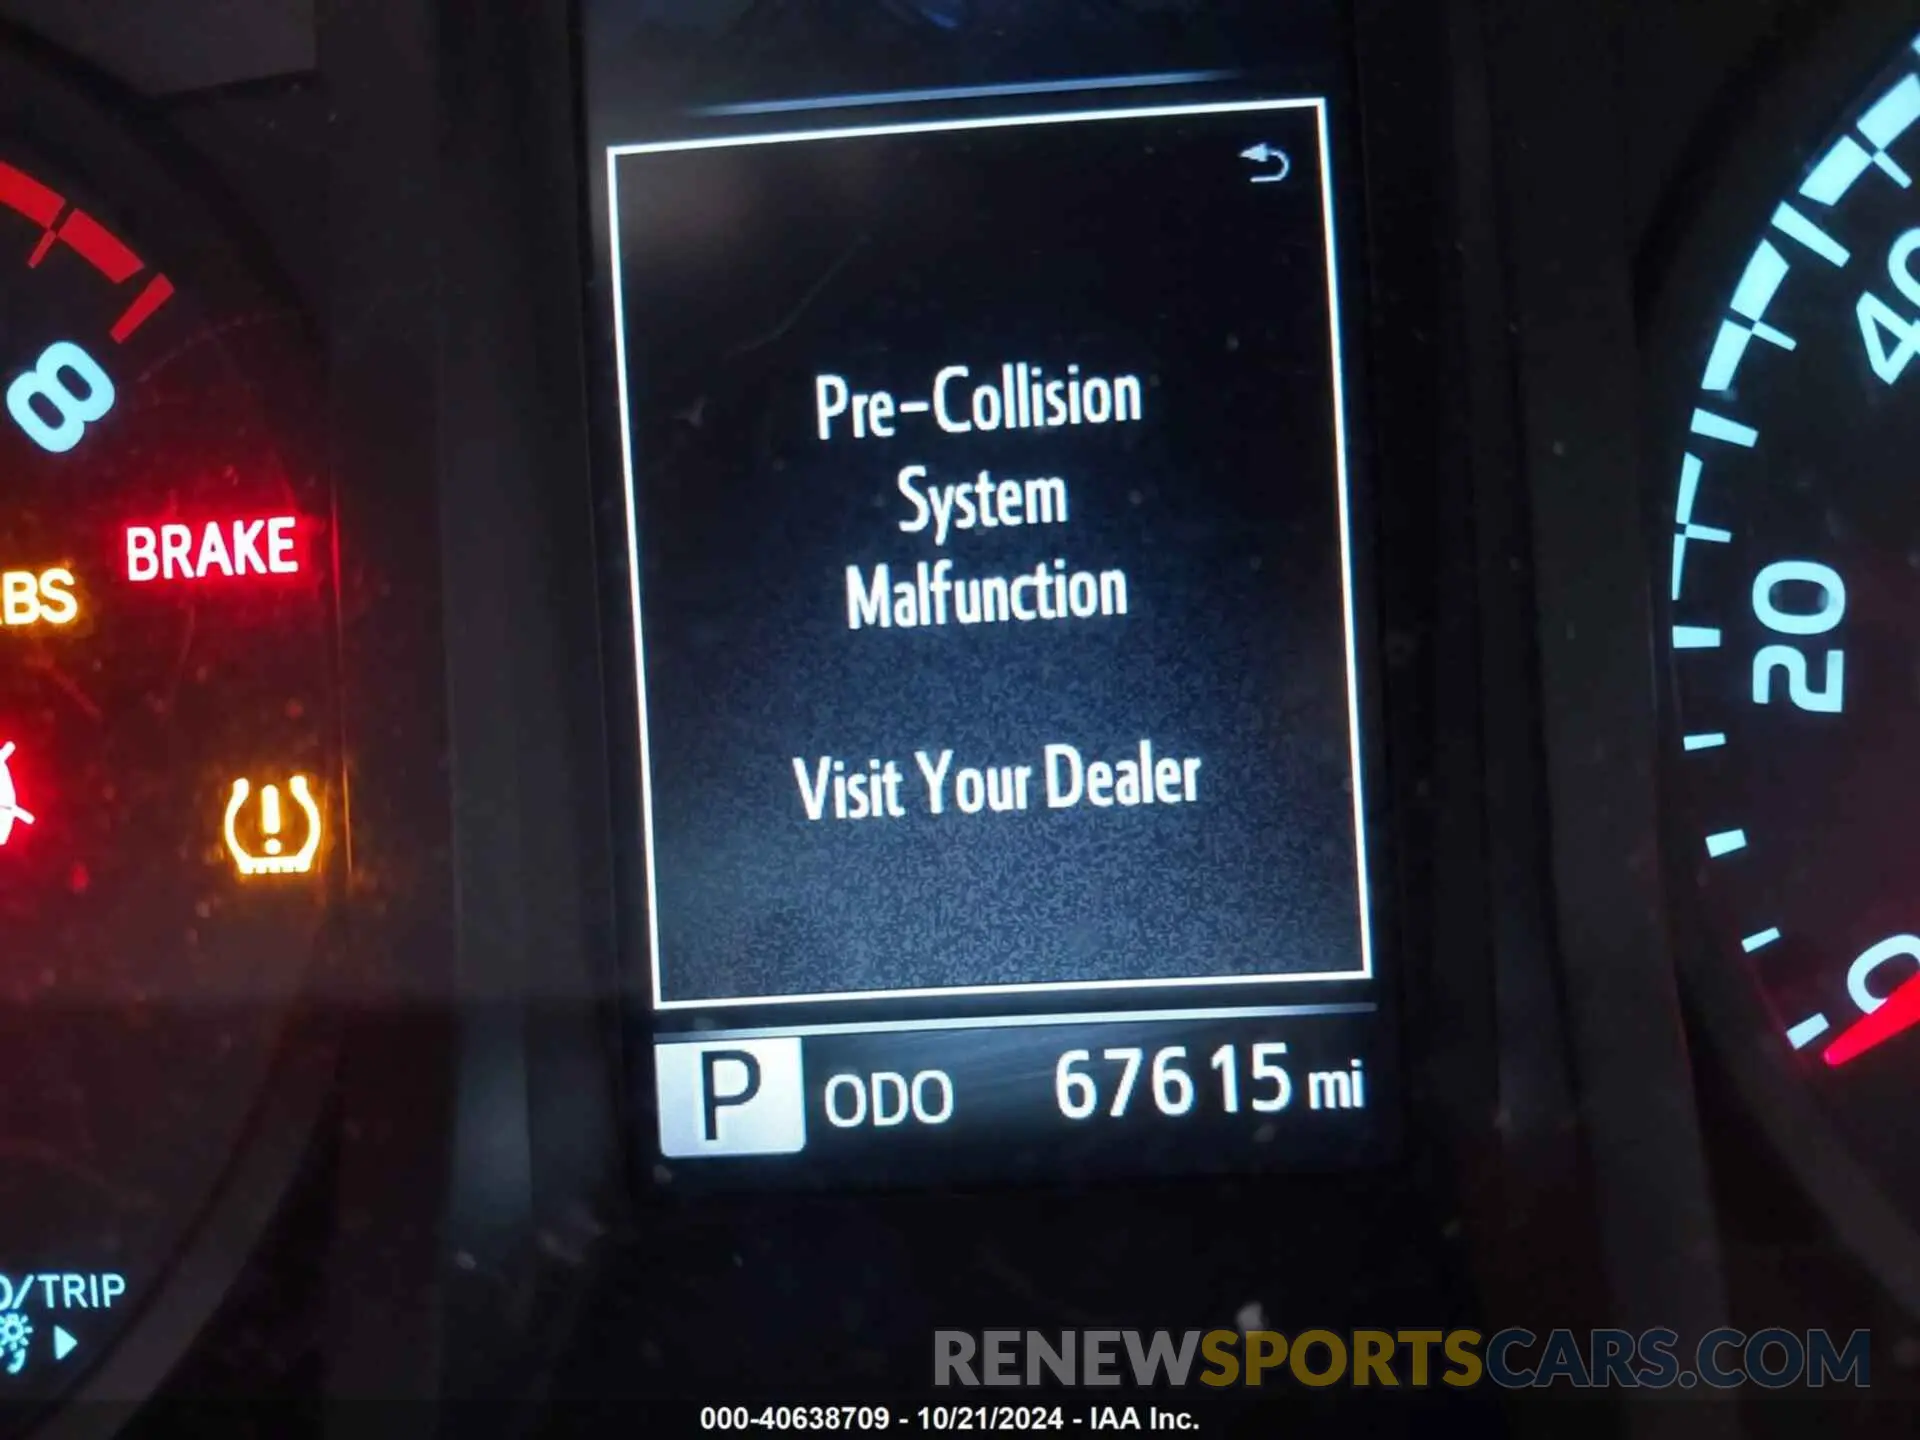 8
40
BRAKE
BS
20
Pre-Collision
System
Malfunction
Visit Your Dealer
0
P ODO 67615 mi
/TRIP
RENEWSPORTSCARS.COM
000-40638709 - 10/21/2024 - IAA Inc.